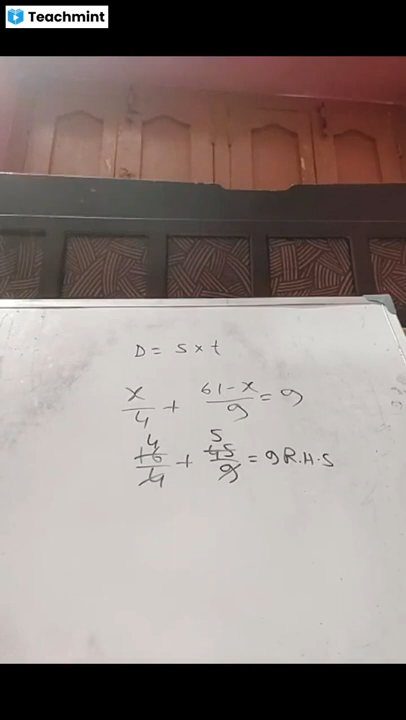 Teachmint
D = S × t
x/4 + 61-x/9 = 9
4 5
16/4 + 45/9 = 9 R.H.S